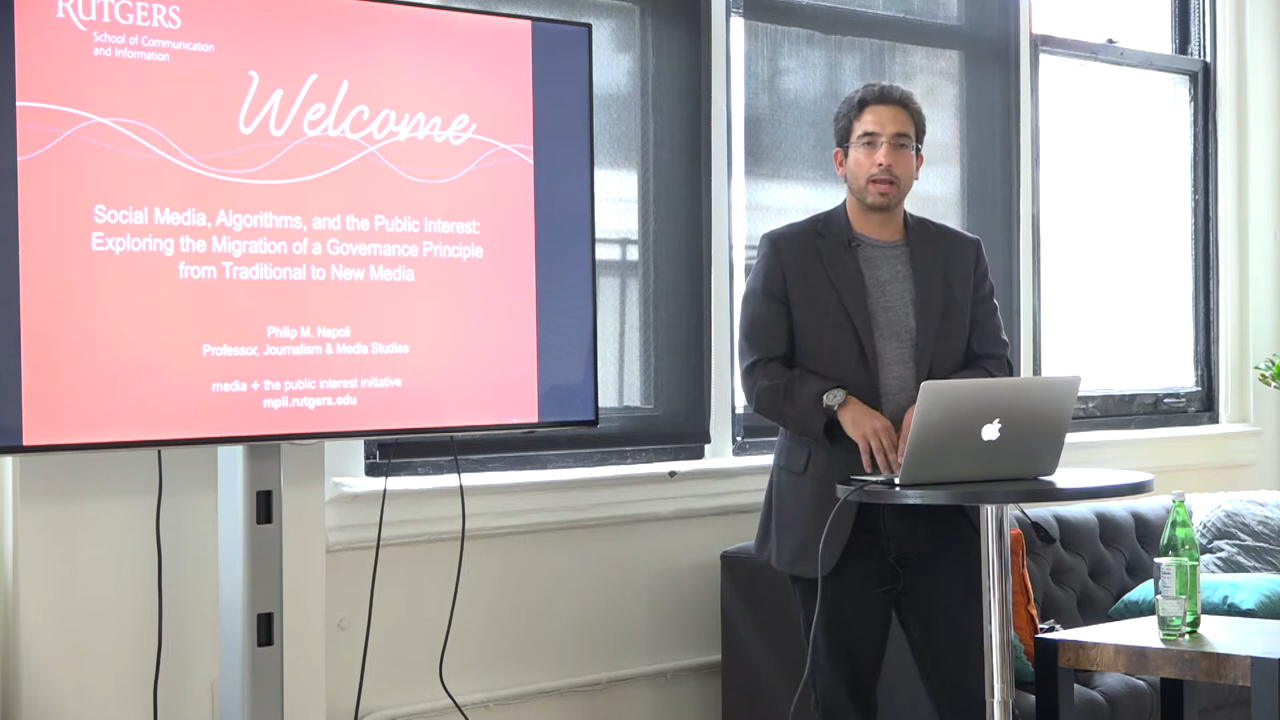 RUTGERS
School of Communication
and Information
Welcome
Social Media, Algorithms, and the Public Interest:
Exploring the Migration of a Governance Principle
from Traditional to New Media
Philip M. Napoli
Professor, Journalism & Media Studies
media + the public interest initiative
mpii.rutgers.edu